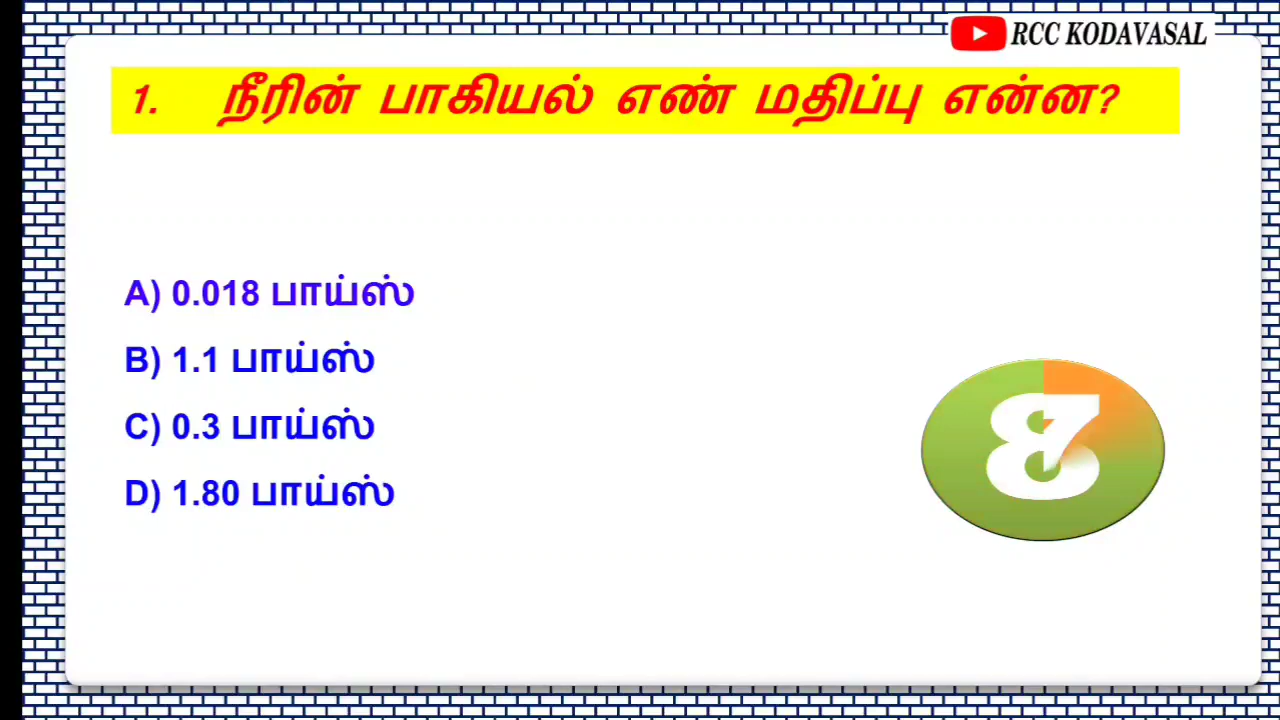 RCC KODAVASAL
1. நீரின் பாகியல் எண் மதிப்பு என்ன?
A) 0.018 பாய்ஸ்
B) 1.1 பாய்ஸ்
C) 0.3 பாய்ஸ்
D) 1.80 பாய்ஸ்